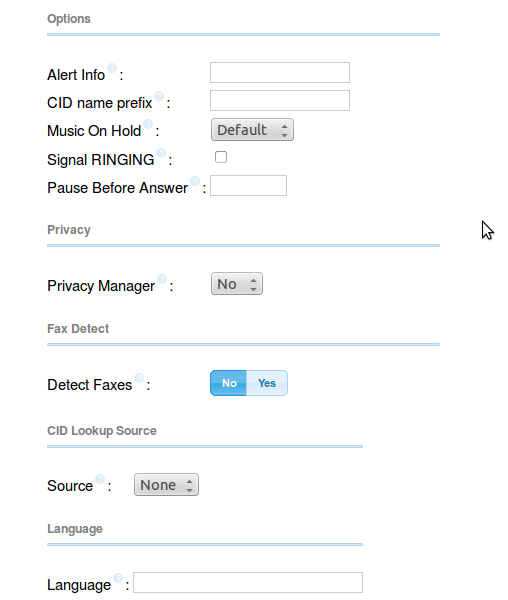 Options
Alert Info ? :
CID name prefix ? :
Music On Hold ? : Default
Signal RINGING ? :
Pause Before Answer ? :
Privacy
Privacy Manager ? : No
Fax Detect
Detect Faxes ? : No Yes
CID Lookup Source
Source ? : None
Language
Language ? :